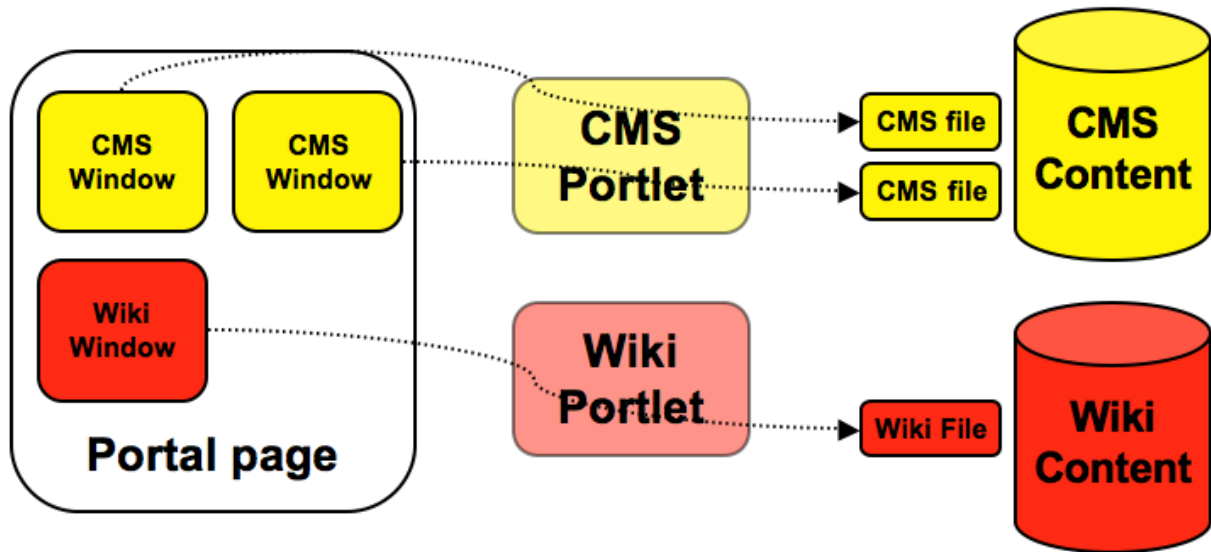 CMS
Window
CMS
Window
Wiki
Window
Portal page
CMS
Portlet
Wiki
Portlet
CMS file
CMS file
Wiki File
CMS
Content
Wiki
Content